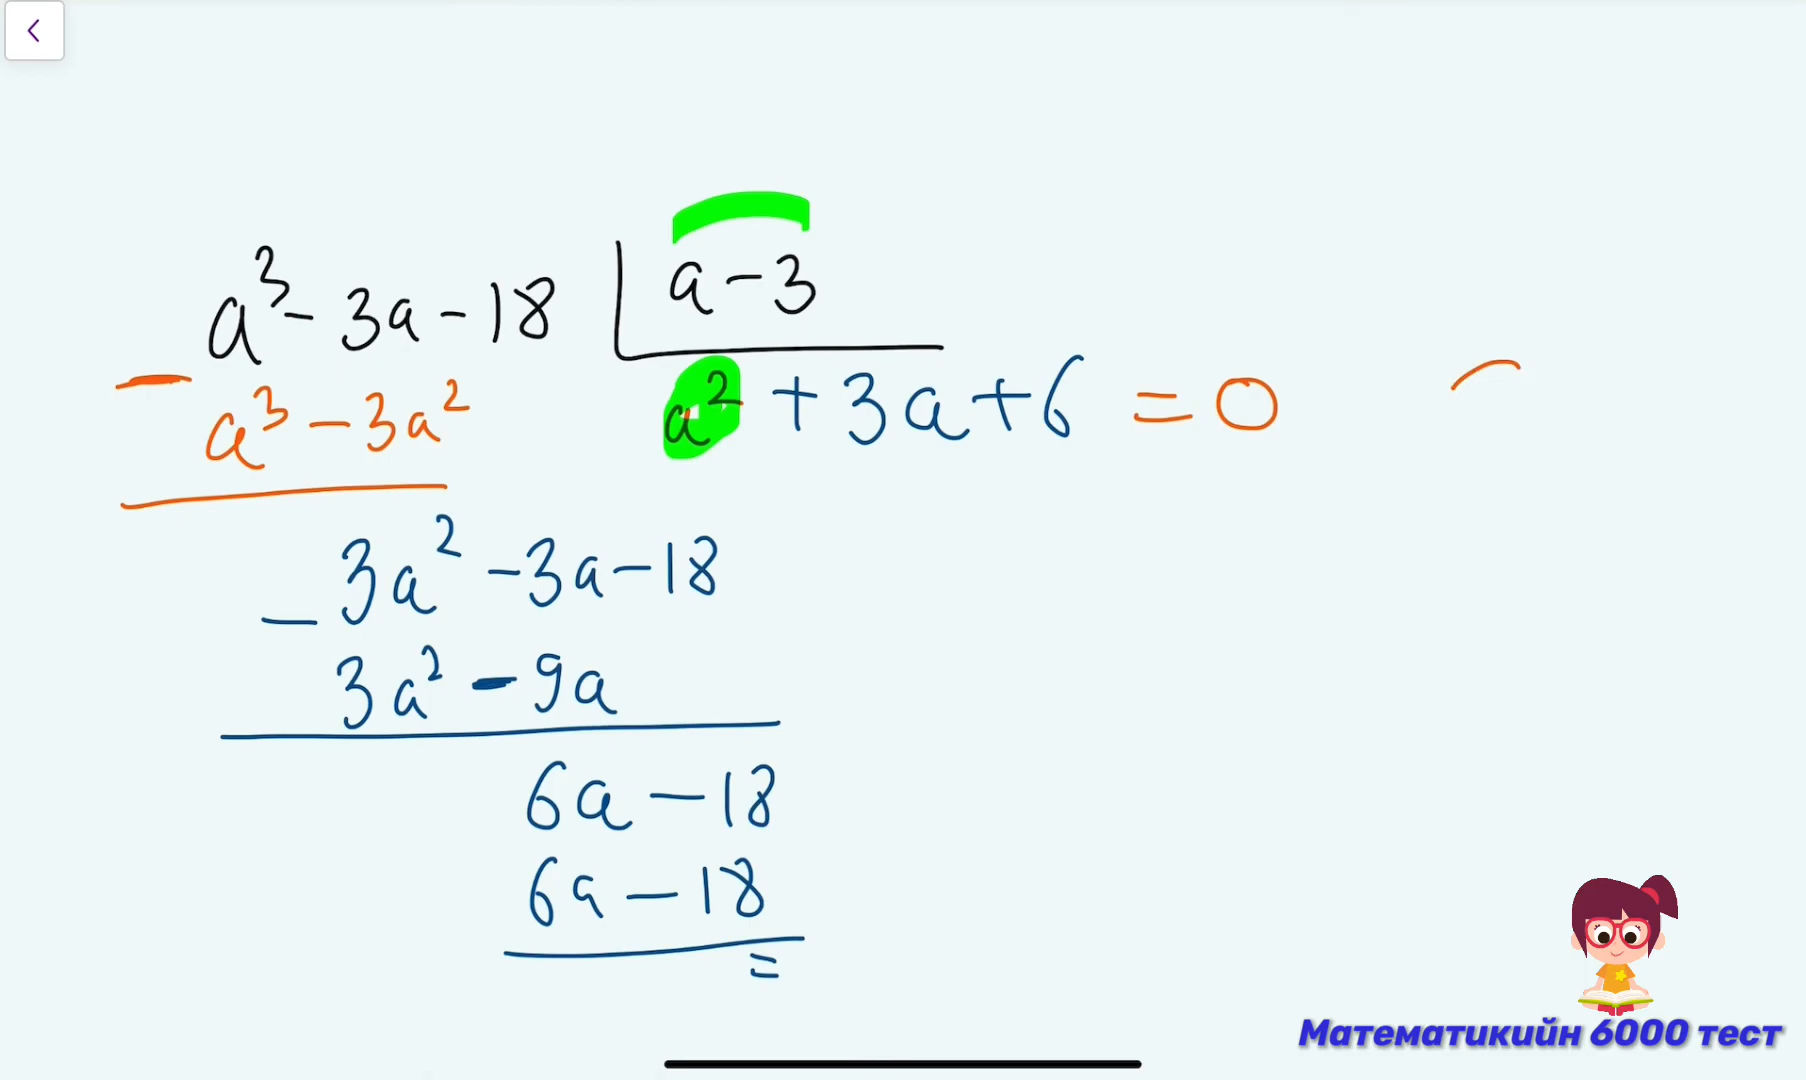 a³ - 3a - 18 | a - 3
- a³ - 3a²
a² + 3a + 6 = 0
3a² - 3a - 18
- 3a² - 9a
6a - 18
6a - 18
=
Математикийн 6000 тест